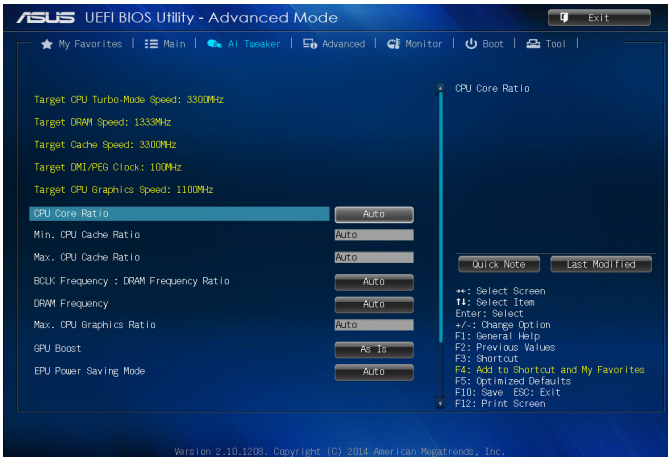 ASUS UEFI BIOS Utility - Advanced Mode
Exit
My Favorites | Main | Ai Tweaker | Advanced | Monitor | Boot | Tool |
CPU Core Ratio
Target CPU Turbo-Mode Speed: 3300MHz
Target DRAM Speed: 1333MHz
Target Cache Speed: 3300MHz
Target DMI/PEG Clock: 100MHz
Target CPU Graphics Speed: 1100MHz
CPU Core Ratio Auto
Min. CPU Cache Ratio Auto
Max. CPU Cache Ratio Auto
BCLK Frequency : DRAM Frequency Ratio Auto
DRAM Frequency Auto
Max. CPU Graphics Ratio Auto
GPU Boost As Is
EPU Power Saving Mode Auto
Quick Note Last Modified
→←: Select Screen
↑↓: Select Item
Enter: Select
+/-: Change Option
F1: General Help
F2: Previous Values
F3: Shortcut
F4: Add to Shortcut and My Favorites
F5: Optimized Defaults
F10: Save ESC: Exit
F12: Print Screen
Version 2.10.1208. Copyright (C) 2014 American Megatrends, Inc.